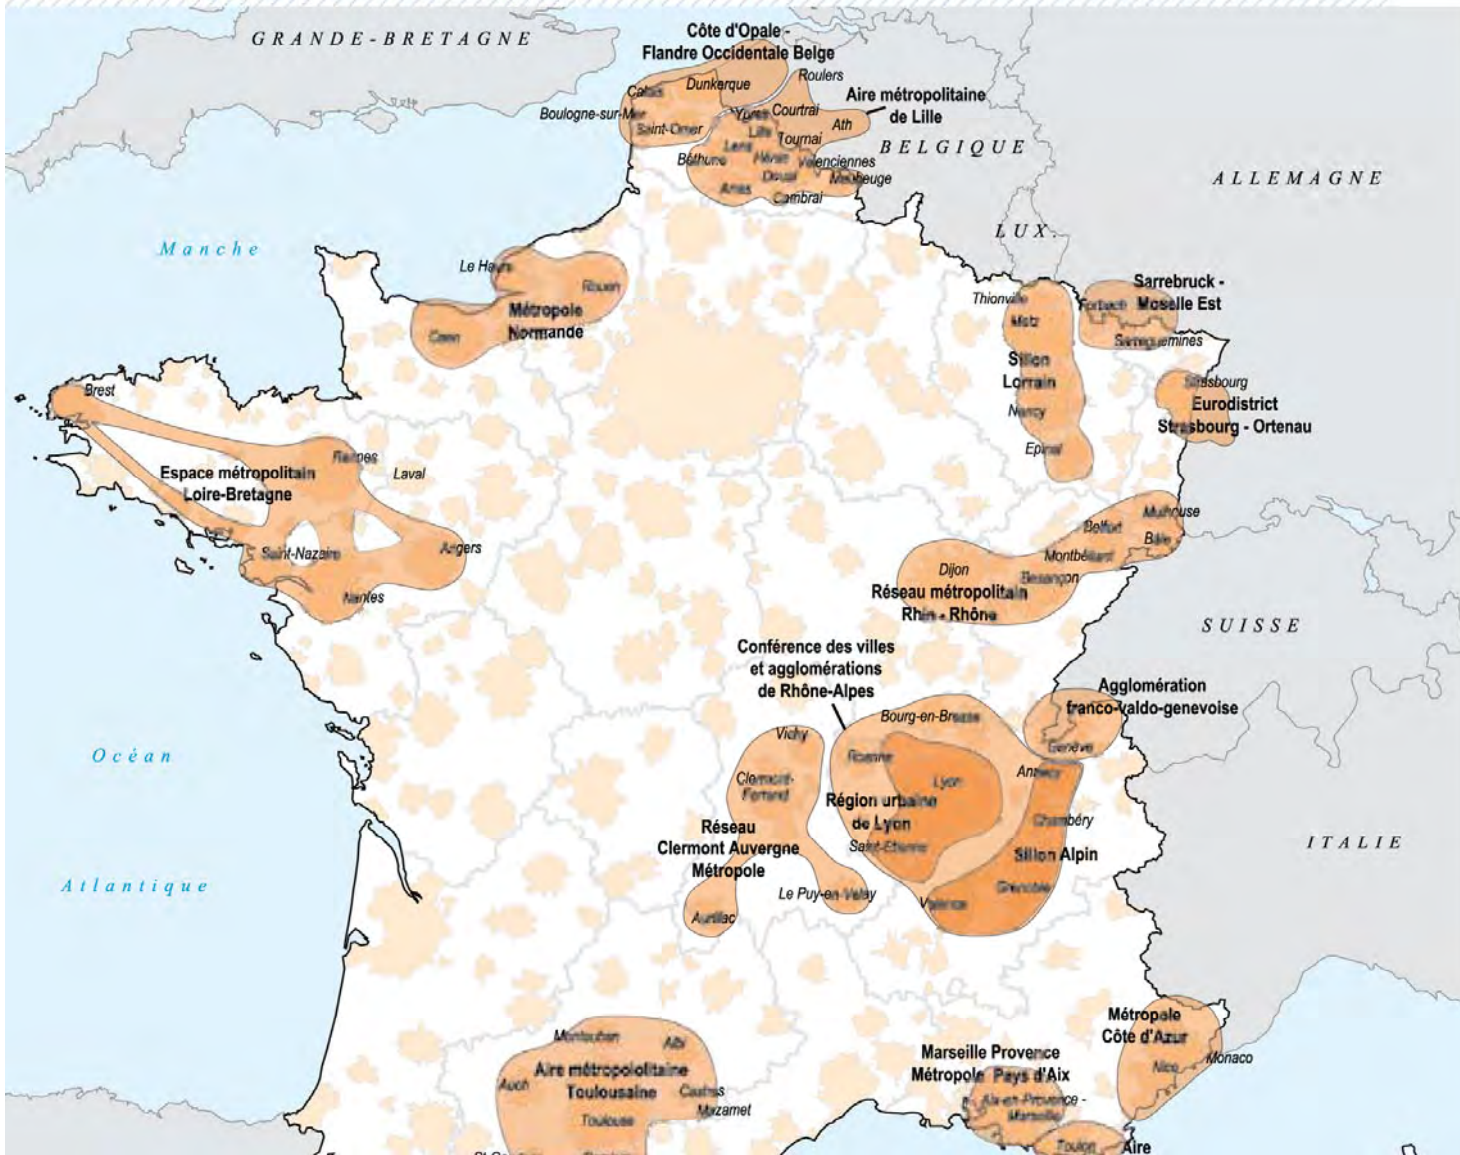 Côte d'Opale -
Flandre Occidentale Belge
GRANDE-BRETAGNE
Dunkerque
Roulers
Calais
Aire métropolitaine
de Lille
Boulogne-sur-Mer
Ypres
Courtrai
Saint-Omer
Lille
Ath
Tournai
BELGIQUE
Lens
Béthune
Hénin
Valenciennes
Douai
Maubeuge
Arras
Cambrai
ALLEMAGNE
Manche
LUX.
Le Havre
Rouen
Métropole
Normande
Caen
Thionville
Metz
Sarrebruck -
Moselle Est
Forbach
Sarreguemines
Sillon
Lorrain
Nancy
Epinal
Strasbourg
Eurodistrict
Strasbourg - Ortenau
Brest
Rennes
Laval
Espace métropolitain
Loire-Bretagne
Saint-Nazaire
Angers
Nantes
Mulhouse
Belfort
Bâle
Montbéliard
Dijon
Besançon
Réseau métropolitain
Rhin - Rhône
SUISSE
Conférence des villes
et agglomérations
de Rhône-Alpes
Agglomération
franco-valdo-genevoise
Genève
Bourg-en-Bresse
Vichy
Roanne
Annecy
Océan
Clermont-
Ferrand
Lyon
Région urbaine
de Lyon
Chambéry
Réseau
Clermont Auvergne
Métropole
Saint-Etienne
Sillon Alpin
ITALIE
Atlantique
Grenoble
Le Puy-en-Velay
Valence
Aurillac
Métropole
Côte d'Azur
Montauban
Albi
Marseille Provence
Métropole Pays d'Aix
Nice
Monaco
Aire métropololitaine
Toulousaine
Auch
Castres
Mazamet
Aix-en-Provence -
Marseille
Toulouse
Toulon
Aire